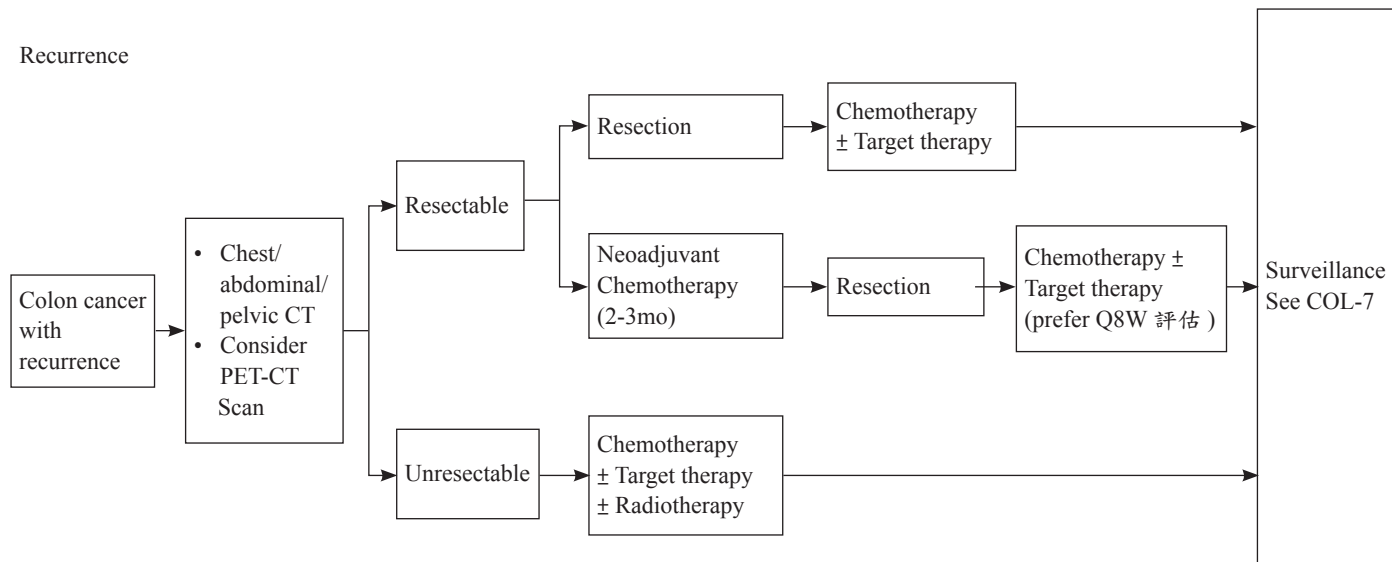 Recurrence
Colon cancer
with
recurrence
• Chest/
abdominal/
pelvic CT
• Consider
PET-CT
Scan
Resectable
Resection
Chemotherapy
± Target therapy
Neoadjuvant
Chemotherapy
(2-3mo)
Resection
Chemotherapy ±
Target therapy
(prefer Q8W 評估 )
Unresectable
Chemotherapy
± Target therapy
± Radiotherapy
Surveillance
See COL-7